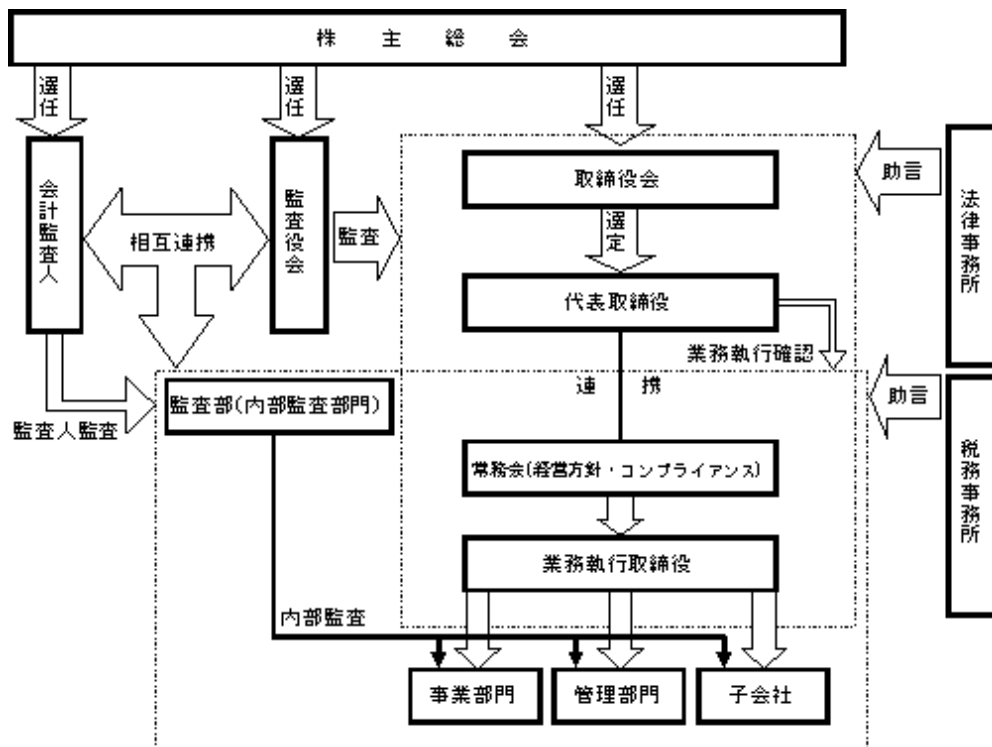 株主総会
選任
選任
選任
会計監査人
監査役会
取締役会
助言
法律事務所
相互連携
監査
選定
代表取締役
業務執行確認
連携
助言
税務事務所
監査部(内部監査部門)
監査人監査
常務会(経営方針・コンプライアンス)
業務執行取締役
内部監査
事業部門
管理部門
子会社